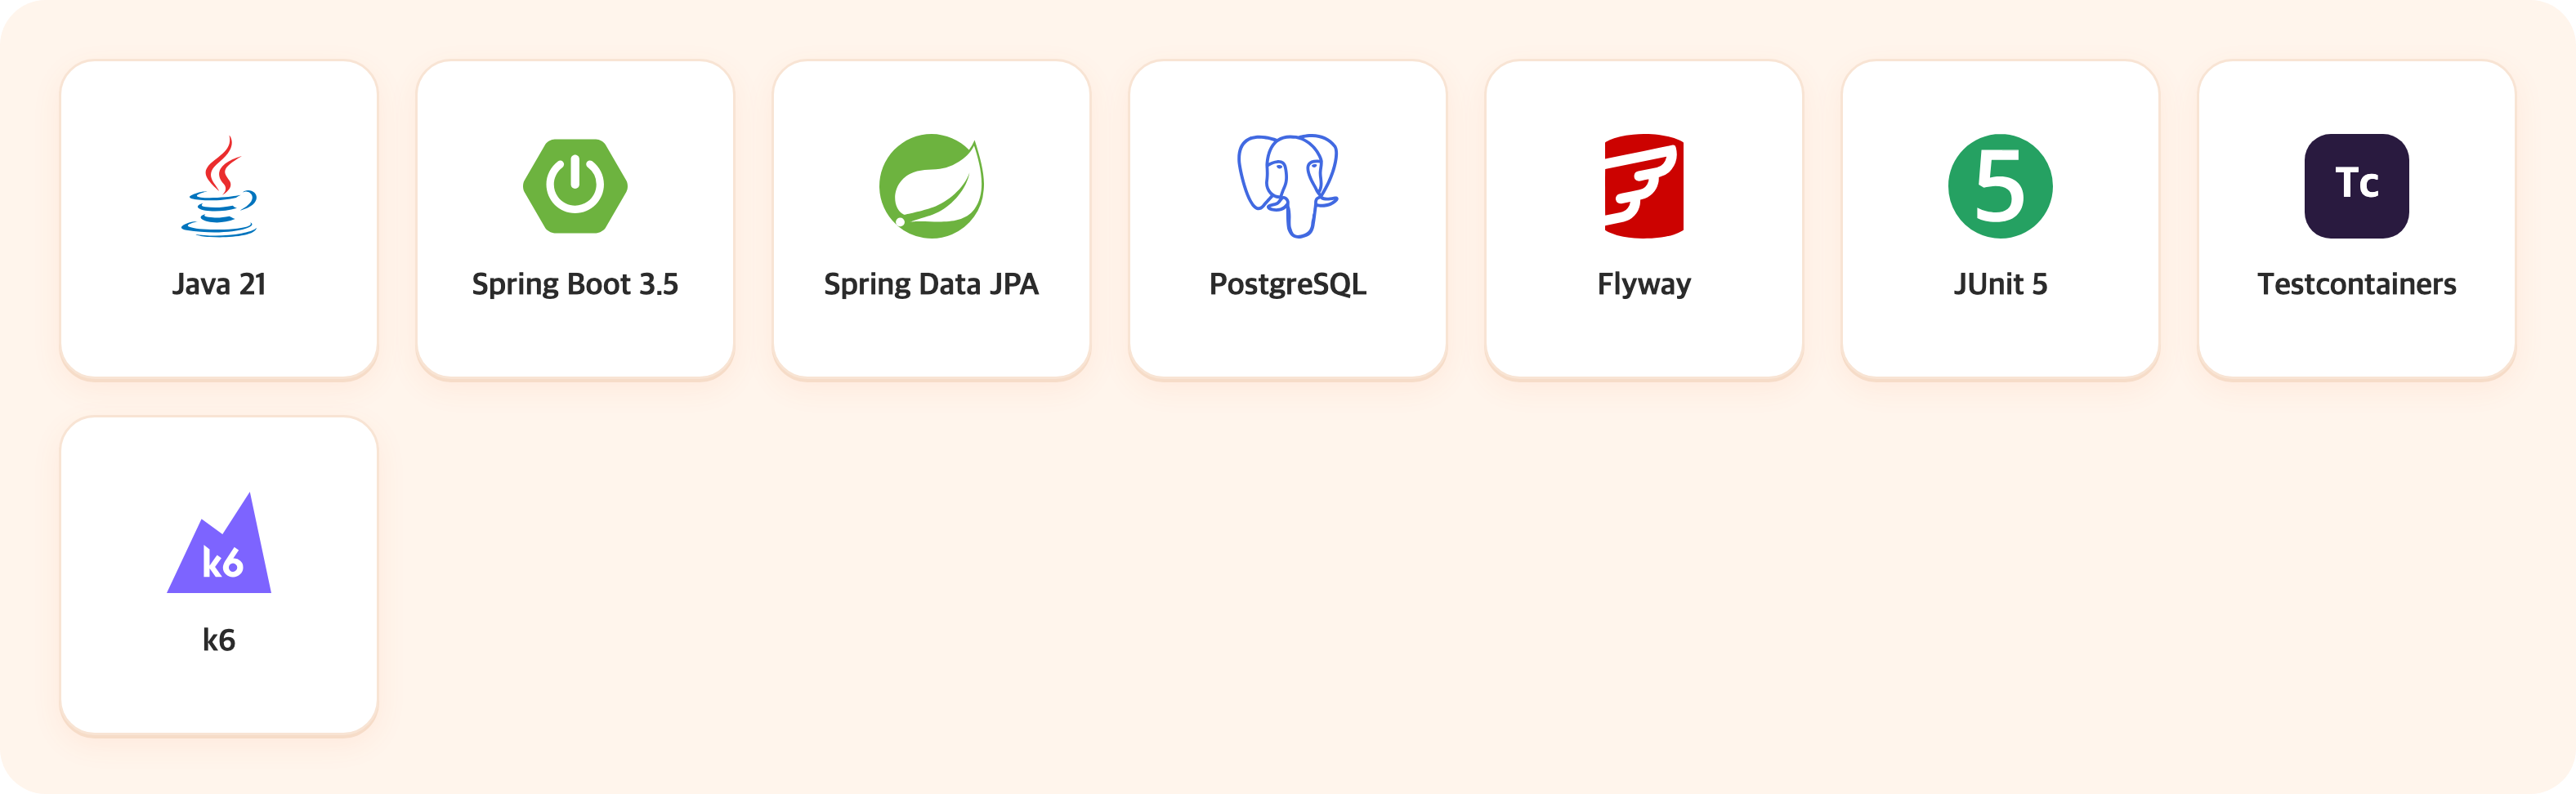 Java 21
Spring Boot 3.5
Spring Data JPA
PostgreSQL
Flyway
5
JUnit 5
Tc
Testcontainers
k6
k6